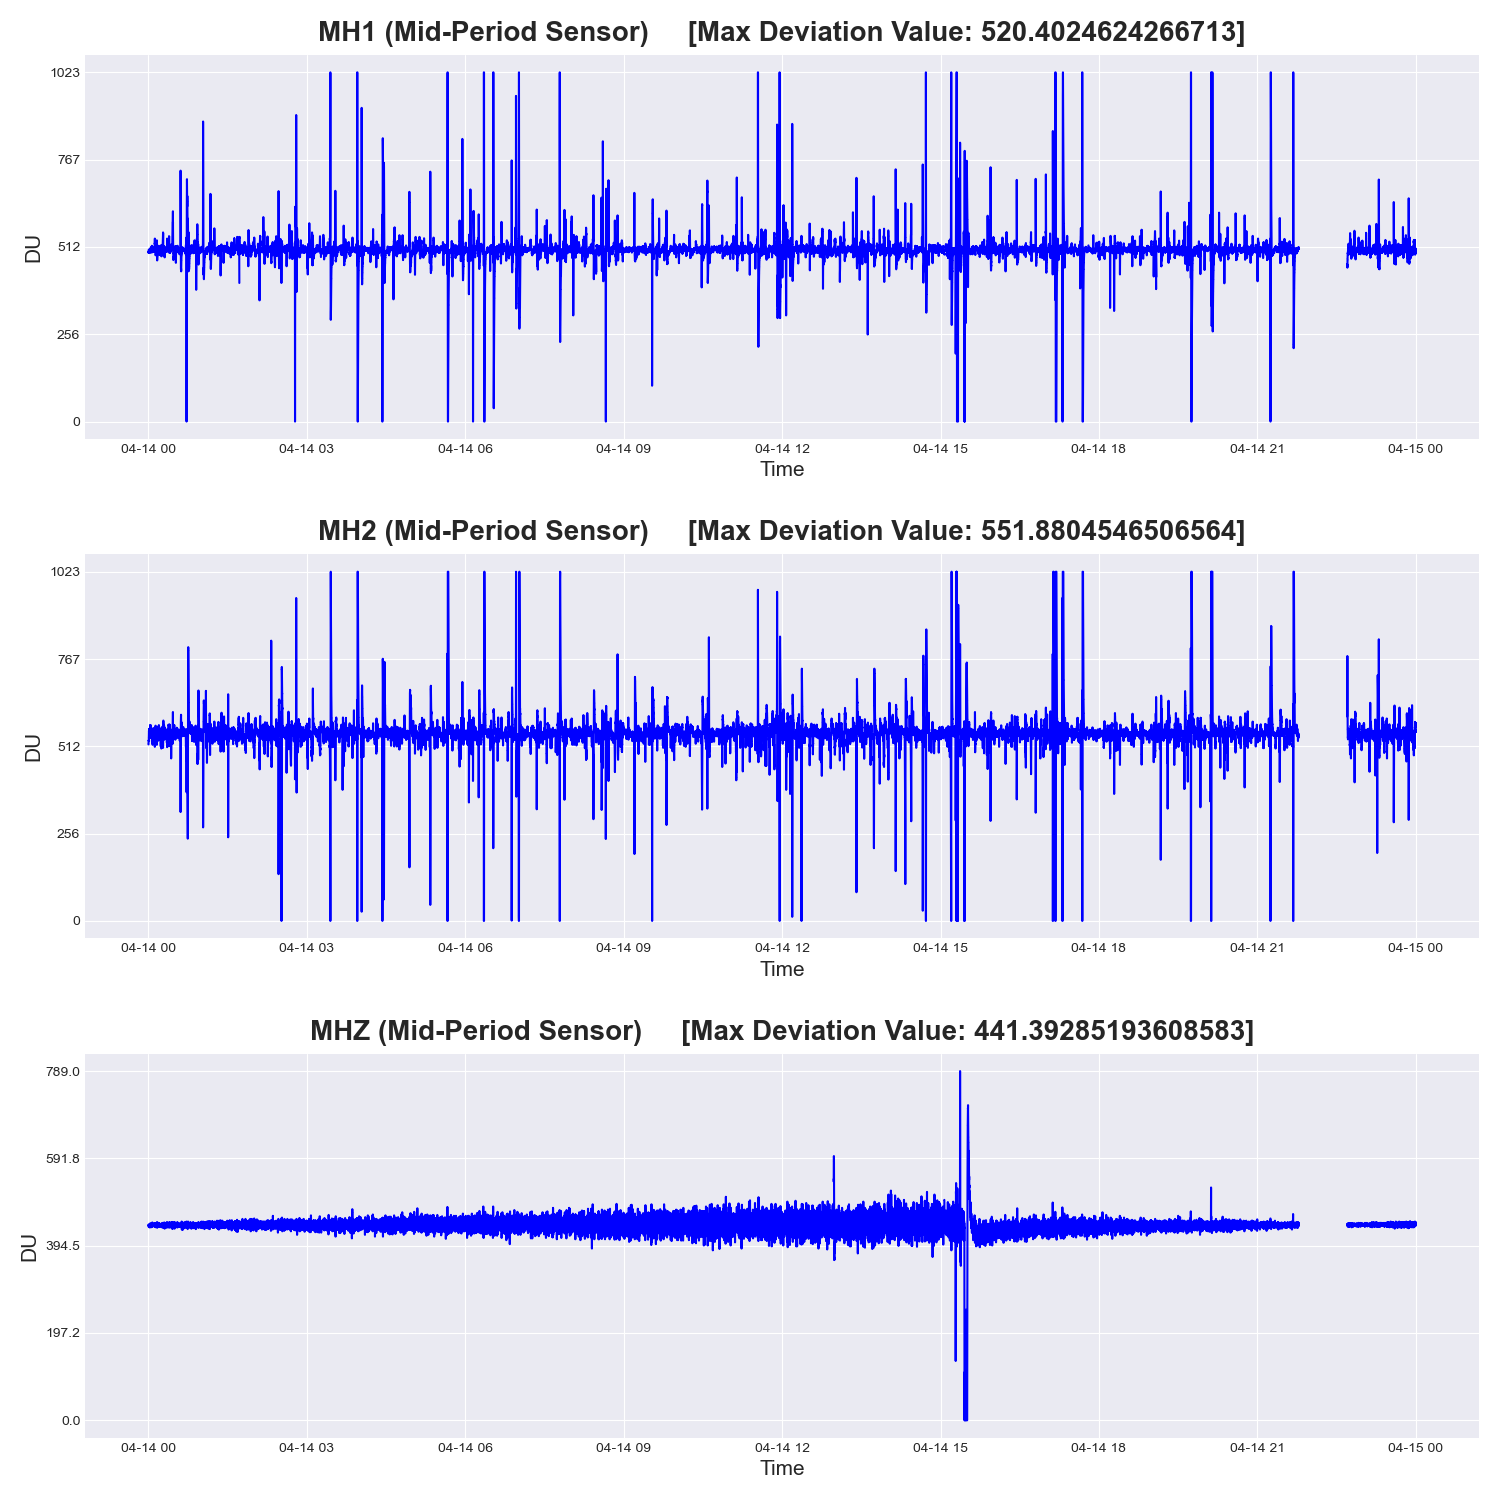 MH1 (Mid-Period Sensor) [Max Deviation Value: 520.4024624266713]
1023
767
512
256
0
DU
04-14 00 04-14 03 04-14 06 04-14 09 04-14 12 04-14 15 04-14 18 04-14 21 04-15 00
Time
MH2 (Mid-Period Sensor) [Max Deviation Value: 551.8804546506564]
1023
767
512
256
0
DU
04-14 00 04-14 03 04-14 06 04-14 09 04-14 12 04-14 15 04-14 18 04-14 21 04-15 00
Time
MHZ (Mid-Period Sensor) [Max Deviation Value: 441.39285193608583]
789.0
591.8
394.5
197.2
0.0
DU
04-14 00 04-14 03 04-14 06 04-14 09 04-14 12 04-14 15 04-14 18 04-14 21 04-15 00
Time